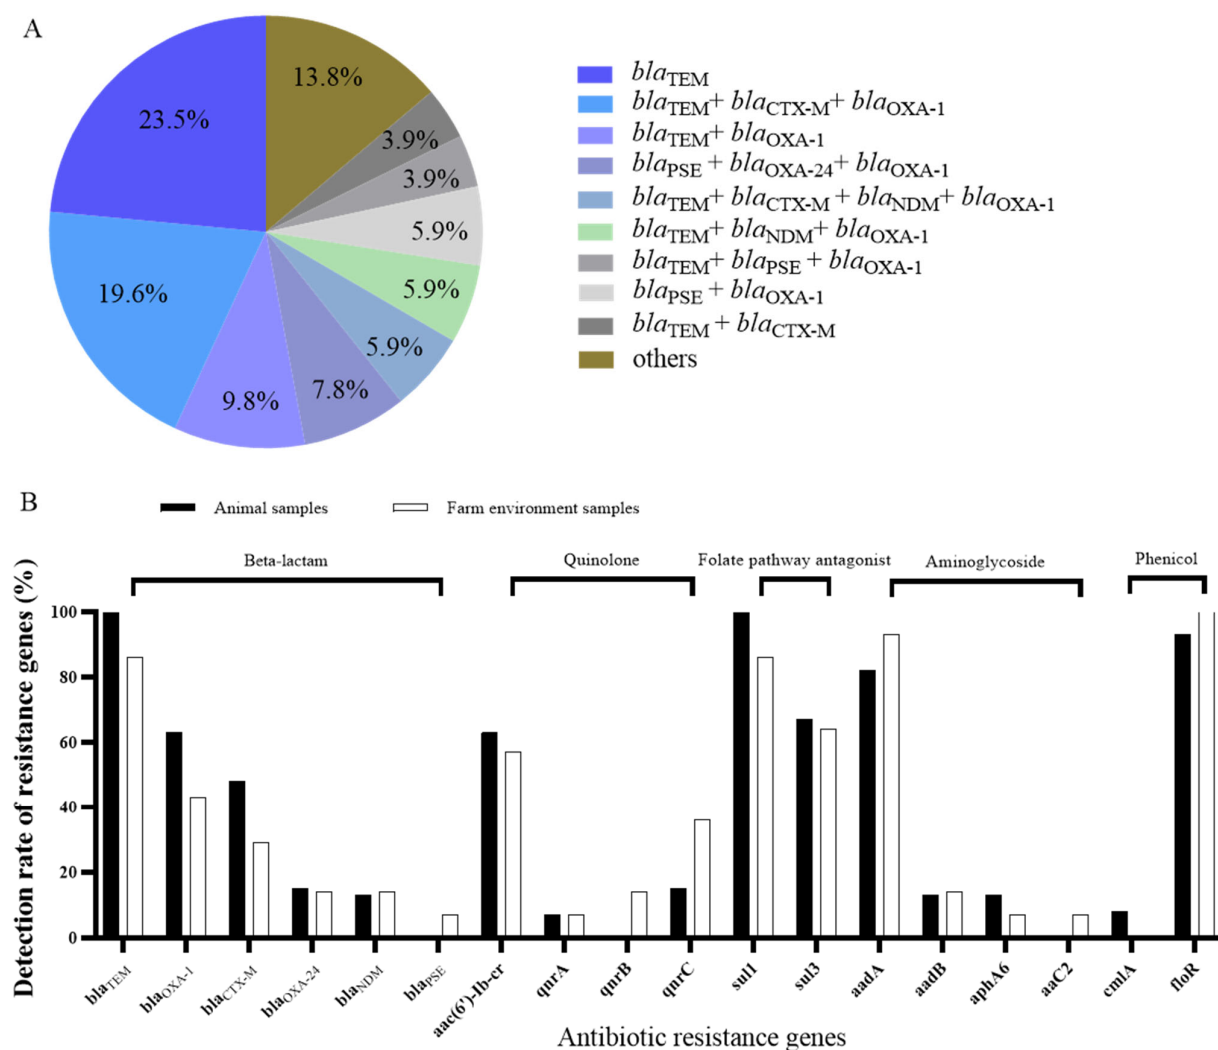 A
13.8%
23.5%
3.9%
3.9%
5.9%
19.6%
5.9%
5.9%
7.8%
9.8%
blaTEM
blaTEM+ blaCTX-M+ blaOXA-1
blaTEM+ blaOXA-1
blaPSE + blaOXA-24+ blaOXA-1
blaTEM+ blaCTX-M + blaNDM+ blaOXA-1
blaTEM+ blaNDM+ blaOXA-1
blaTEM+ blaPSE + blaOXA-1
blaPSE + blaOXA-1
blaTEM + blaCTX-M
others
B
Animal samples
Farm environment samples
Beta-lactam
Quinolone
Folate pathway antagonist
Aminoglycoside
Phenicol
Detection rate of resistance genes (%)
100
80
60
40
20
0
blaTEM
blaOXA-1
blaCTX-M
blaOXA-24
blaNDM
blaPSE
aac(6')-Ib-cr
qnrA
qnrB
qnrC
sul1
sul3
aadA
aadB
aphA6
aaC2
cmlA
floR
Antibiotic resistance genes